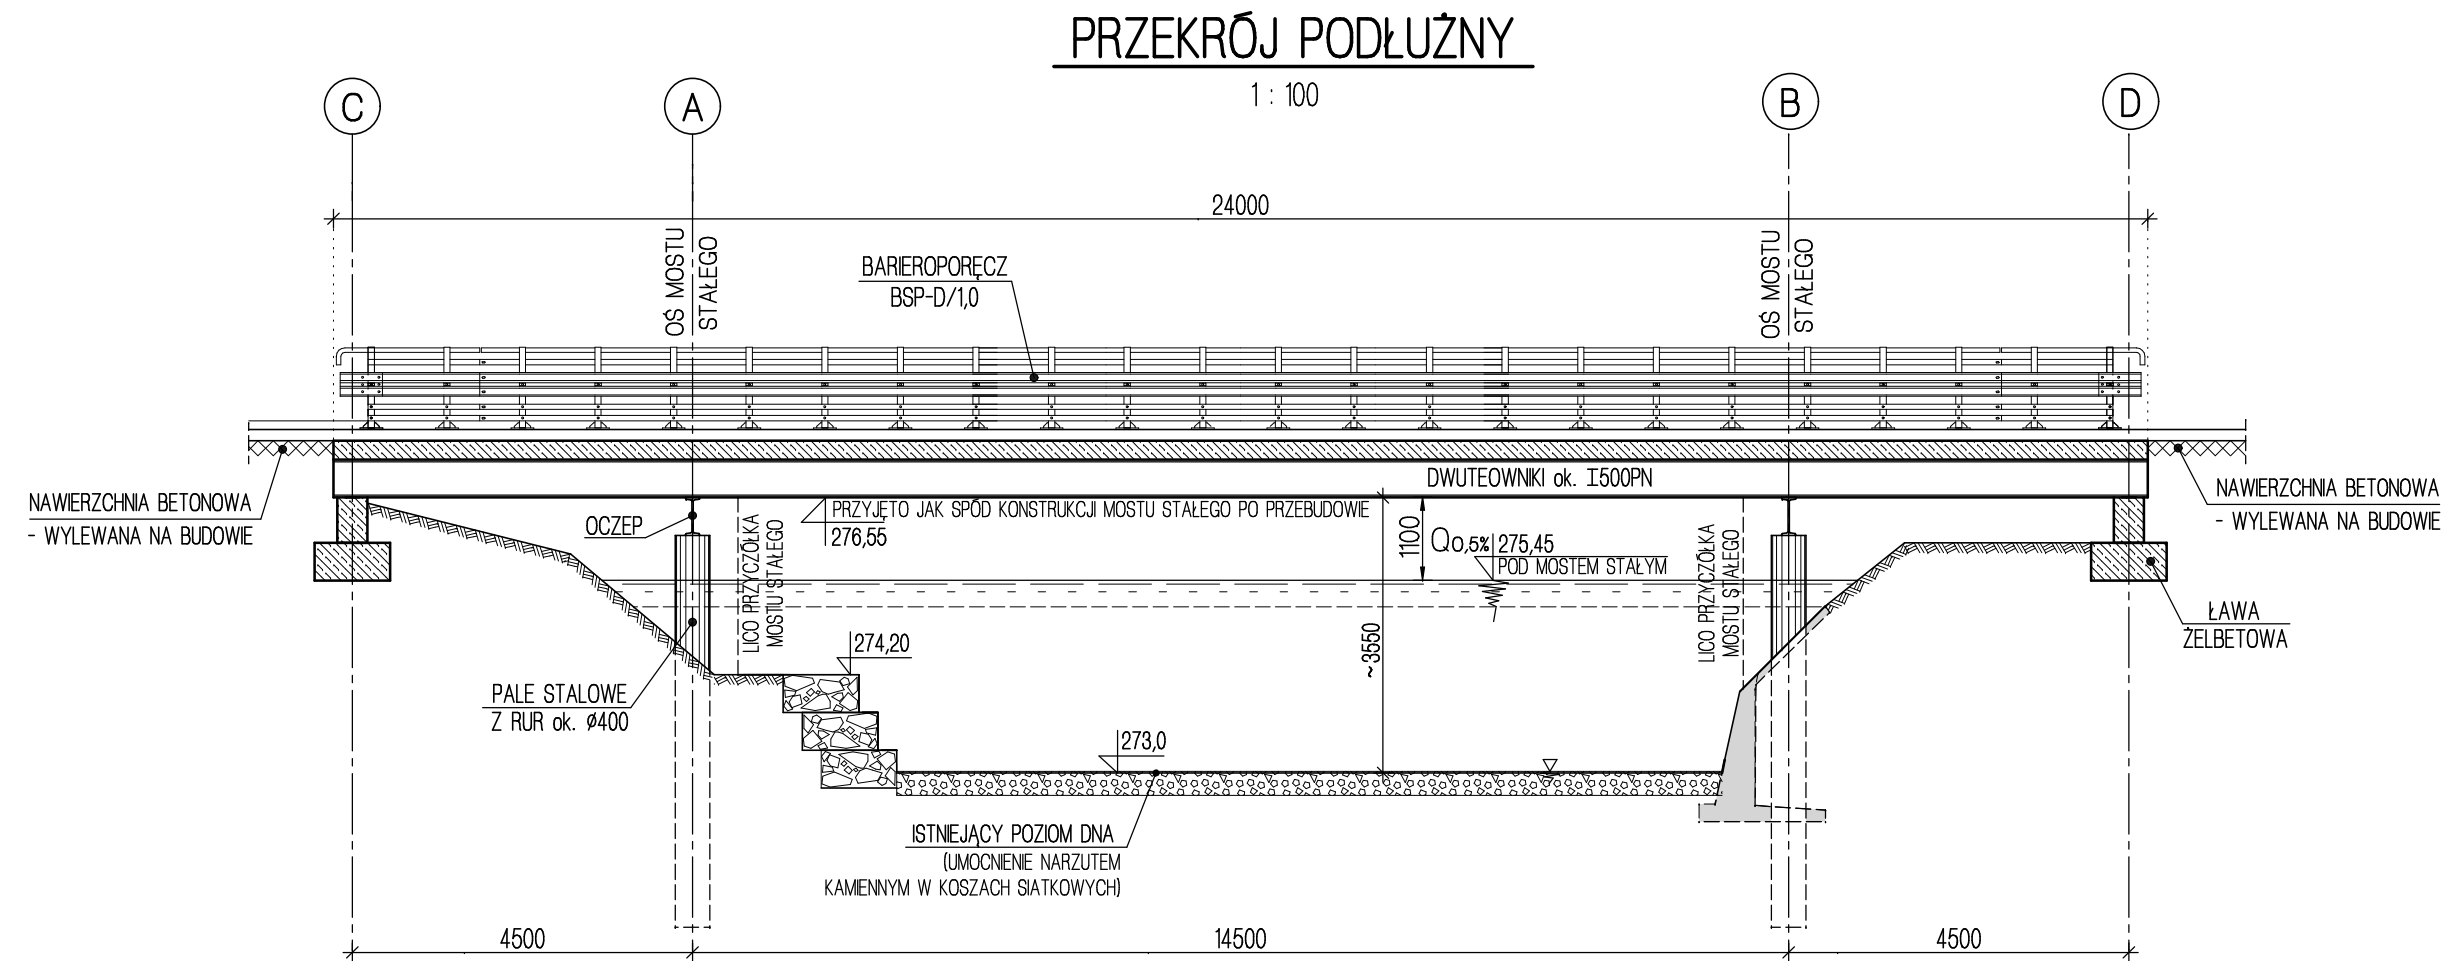 PRZEKRÓJ PODŁUŻNY
1 : 100
C
A
B
D
24000
OŚ MOSTU
STAŁEGO
OŚ MOSTU
STAŁEGO
BARIEROPORĘCZ
BSP-D/1,0
DWUTEOWNIKI ok. I500PN
NAWIERZCHNIA BETONOWA
- WYLEWANA NA BUDOWIE
NAWIERZCHNIA BETONOWA
- WYLEWANA NA BUDOWIE
OCZEP
PRZYJĘTO JAK SPÓD KONSTRUKCJI MOSTU STAŁEGO PO PRZEBUDOWIE
276,55
LICO PRZYCZÓŁKA
MOSTU STAŁEGO
1100
Q0,5%
275,45
POD MOSTEM STAŁYM
LICO PRZYCZÓŁKA
MOSTU STAŁEGO
ŁAWA
ŻELBETOWA
274,20
~3550
PALE STALOWE
Z RUR ok. Ø400
273,0
ISTNIEJĄCY POZIOM DNA
(UMOCNIENIE NARZUTEM
KAMIENNYM W KOSZACH SIATKOWYCH)
4500
14500
4500